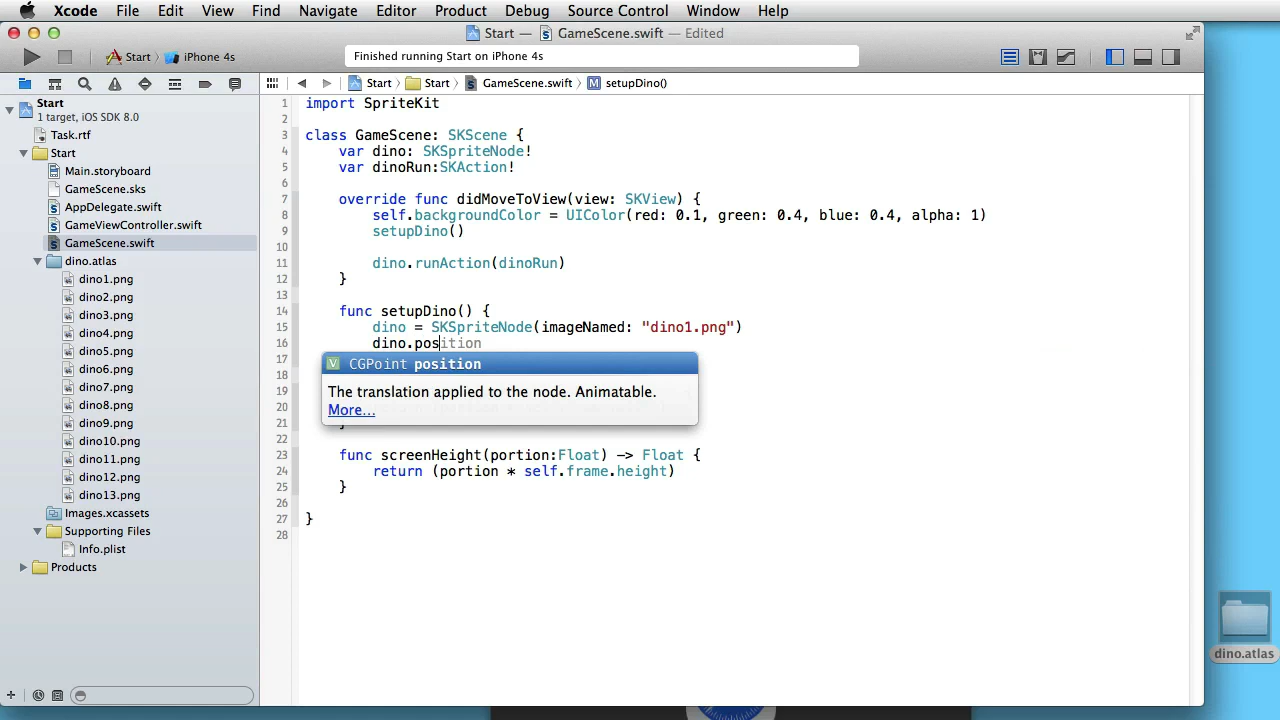 Xcode File Edit View Find Navigate Editor Product Debug Source Control Window Help
Start — GameScene.swift — Edited
Start iPhone 4s Finished running Start on iPhone 4s
Start Start GameScene.swift M setupDino()
Start
1 target, iOS SDK 8.0
Task.rtf
Start
Main.storyboard
GameScene.sks
AppDelegate.swift
GameViewController.swift
GameScene.swift
dino.atlas
dino1.png
dino2.png
dino3.png
dino4.png
dino5.png
dino6.png
dino7.png
dino8.png
dino9.png
dino10.png
dino11.png
dino12.png
dino13.png
Images.xcassets
Supporting Files
Info.plist
Products
1 import SpriteKit
2
3 class GameScene: SKScene {
4 var dino: SKSpriteNode!
5 var dinoRun:SKAction!
6
7 override func didMoveToView(view: SKView) {
8 self.backgroundColor = UIColor(red: 0.1, green: 0.4, blue: 0.4, alpha: 1)
9 setupDino()
10
11 dino.runAction(dinoRun)
12 }
13
14 func setupDino() {
15 dino = SKSpriteNode(imageNamed: "dino1.png")
16 dino.position
17
V CGPoint position
18
19 The translation applied to the node. Animatable.
20 More...
21 }
22
23 func screenHeight(portion:Float) -> Float {
24 return (portion * self.frame.height)
25 }
26
27 }
28
dino.atlas